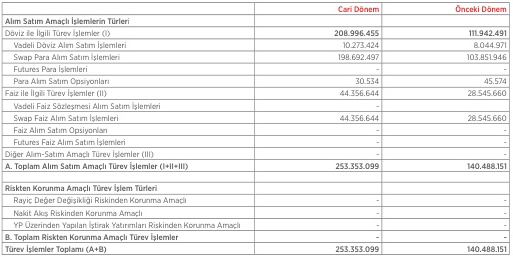 Cari Dönem Önceki Dönem
Alım Satım Amaçlı İşlemlerin Türleri
Döviz ile İlgili Türev İşlemler (I) 208.996.455 111.942.491
Vadeli Döviz Alım Satım İşlemleri 10.273.424 8.044.971
Swap Para Alım Satım İşlemleri 198.692.497 103.851.946
Futures Para İşlemleri - -
Para Alım Satım Opsiyonları 30.534 45.574
Faiz ile İlgili Türev İşlemler (II) 44.356.644 28.545.660
Vadeli Faiz Sözleşmesi Alım Satım İşlemleri -
Swap Faiz Alım Satım İşlemleri 44.356.644 28.545.660
Faiz Alım Satım Opsiyonları - -
Futures Faiz Alım Satım İşlemleri - -
Diğer Alım-Satım Amaçlı Türev İşlemler (III) - -
A. Toplam Alım Satım Amaçlı Türev İşlemler (I+II+III) 253.353.099 140.488.151
Riskten Korunma Amaçlı Türev İşlem Türleri
Rayiç Değer Değişikliği Riskinden Korunma Amaçlı - -
Nakit Akış Riskinden Korunma Amaçlı - -
YP Üzerinden Yapılan İştirak Yatırımları Riskinden Korunma Amaçlı - -
B. Toplam Riskten Korunma Amaçlı Türev İşlemler - -
Türev İşlemler Toplamı (A+B) 253.353.099 140.488.151